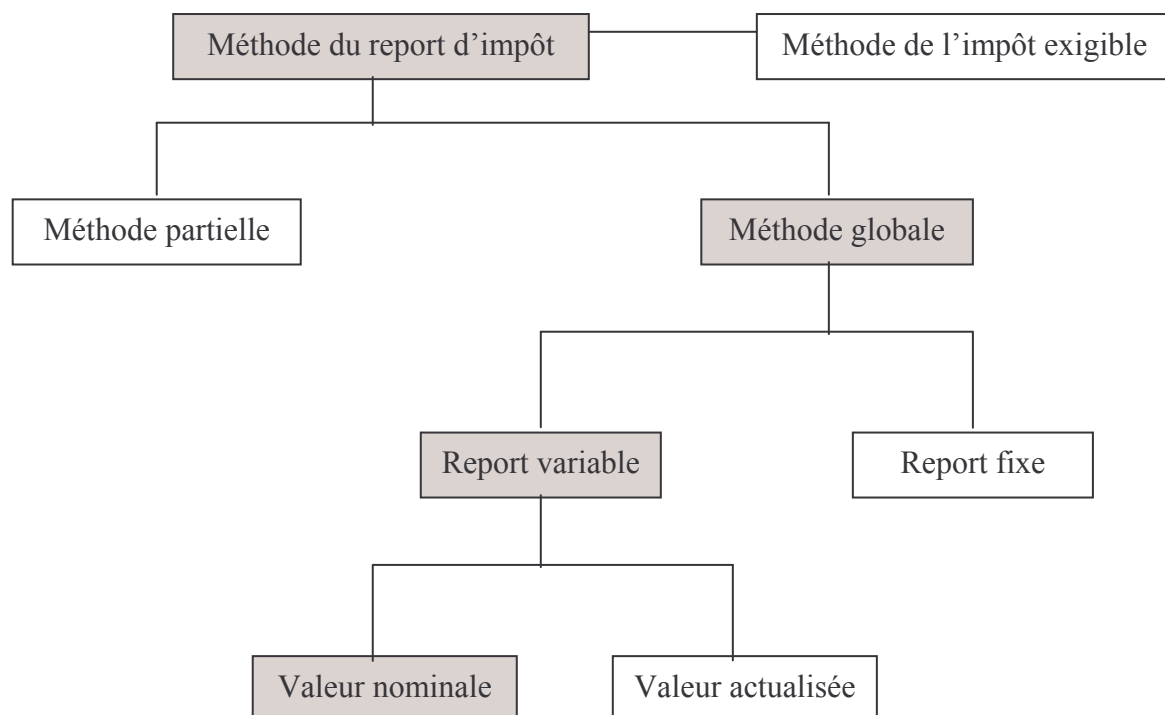 Méthode du report d’impôt
Méthode de l’impôt exigible
Méthode partielle
Méthode globale
Report variable
Report fixe
Valeur nominale
Valeur actualisée